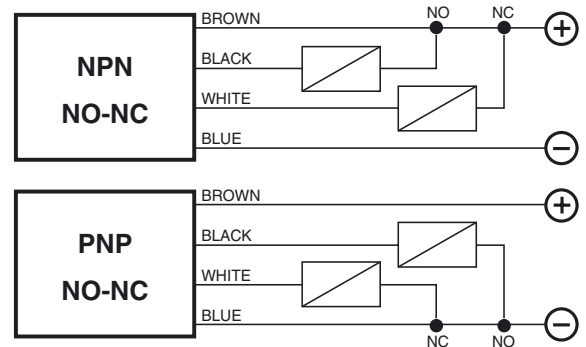 BROWN
NO
NC
NPN
NO-NC
BLACK
WHITE
BLUE
BROWN
PNP
NO-NC
BLACK
WHITE
BLUE
NC
NO